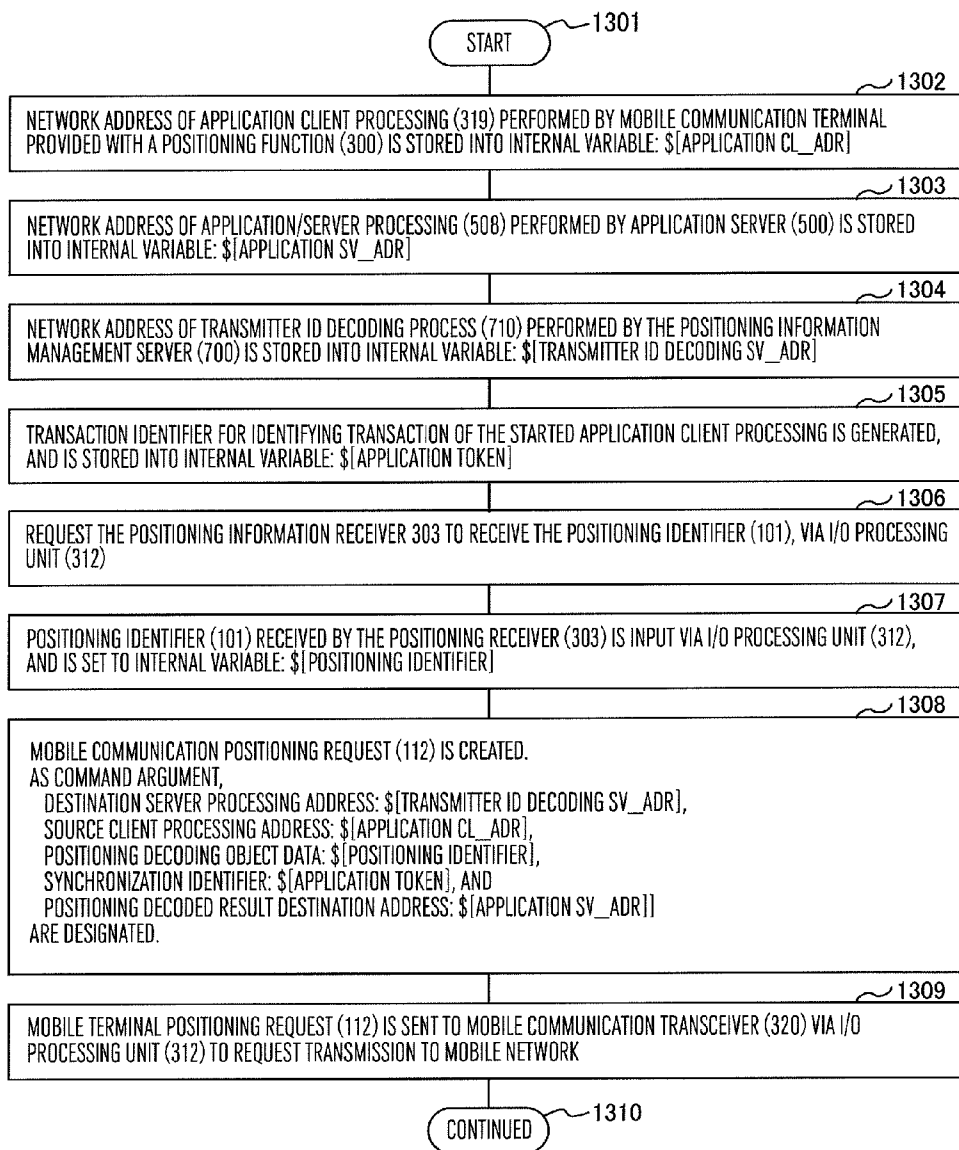 START
1301
1302
NETWORK ADDRESS OF APPLICATION CLIENT PROCESSING (319) PERFORMED BY MOBILE COMMUNICATION TERMINAL
PROVIDED WITH A POSITIONING FUNCTION (300) IS STORED INTO INTERNAL VARIABLE: $[APPLICATION CL_ADR]
1303
NETWORK ADDRESS OF APPLICATION/SERVER PROCESSING (508) PERFORMED BY APPLICATION SERVER (500) IS STORED
INTO INTERNAL VARIABLE: $[APPLICATION SV_ADR]
1304
NETWORK ADDRESS OF TRANSMITTER ID DECODING PROCESS (710) PERFORMED BY THE POSITIONING INFORMATION
MANAGEMENT SERVER (700) IS STORED INTO INTERNAL VARIABLE: $[TRANSMITTER ID DECODING SV_ADR]
1305
TRANSACTION IDENTIFIER FOR IDENTIFYING TRANSACTION OF THE STARTED APPLICATION CLIENT PROCESSING IS GENERATED,
AND IS STORED INTO INTERNAL VARIABLE: $[APPLICATION TOKEN]
1306
REQUEST THE POSITIONING INFORMATION RECEIVER 303 TO RECEIVE THE POSITIONING IDENTIFIER (101), VIA I/O PROCESSING
UNIT (312)
1307
POSITIONING IDENTIFIER (101) RECEIVED BY THE POSITIONING RECEIVER (303) IS INPUT VIA I/O PROCESSING UNIT (312),
AND IS SET TO INTERNAL VARIABLE: $[POSITIONING IDENTIFIER]
1308
MOBILE COMMUNICATION POSITIONING REQUEST (112) IS CREATED.
AS COMMAND ARGUMENT,
DESTINATION SERVER PROCESSING ADDRESS: $[TRANSMITTER ID DECODING SV_ADR],
SOURCE CLIENT PROCESSING ADDRESS: $[APPLICATION CL_ADR],
POSITIONING DECODING OBJECT DATA: $[POSITIONING IDENTIFIER],
SYNCHRONIZATION IDENTIFIER: $[APPLICATION TOKEN], AND
POSITIONING DECODED RESULT DESTINATION ADDRESS: $[APPLICATION SV_ADR]]
ARE DESIGNATED.
1309
MOBILE TERMINAL POSITIONING REQUEST (112) IS SENT TO MOBILE COMMUNICATION TRANSCEIVER (320) VIA I/O
PROCESSING UNIT (312) TO REQUEST TRANSMISSION TO MOBILE NETWORK
1310
CONTINUED